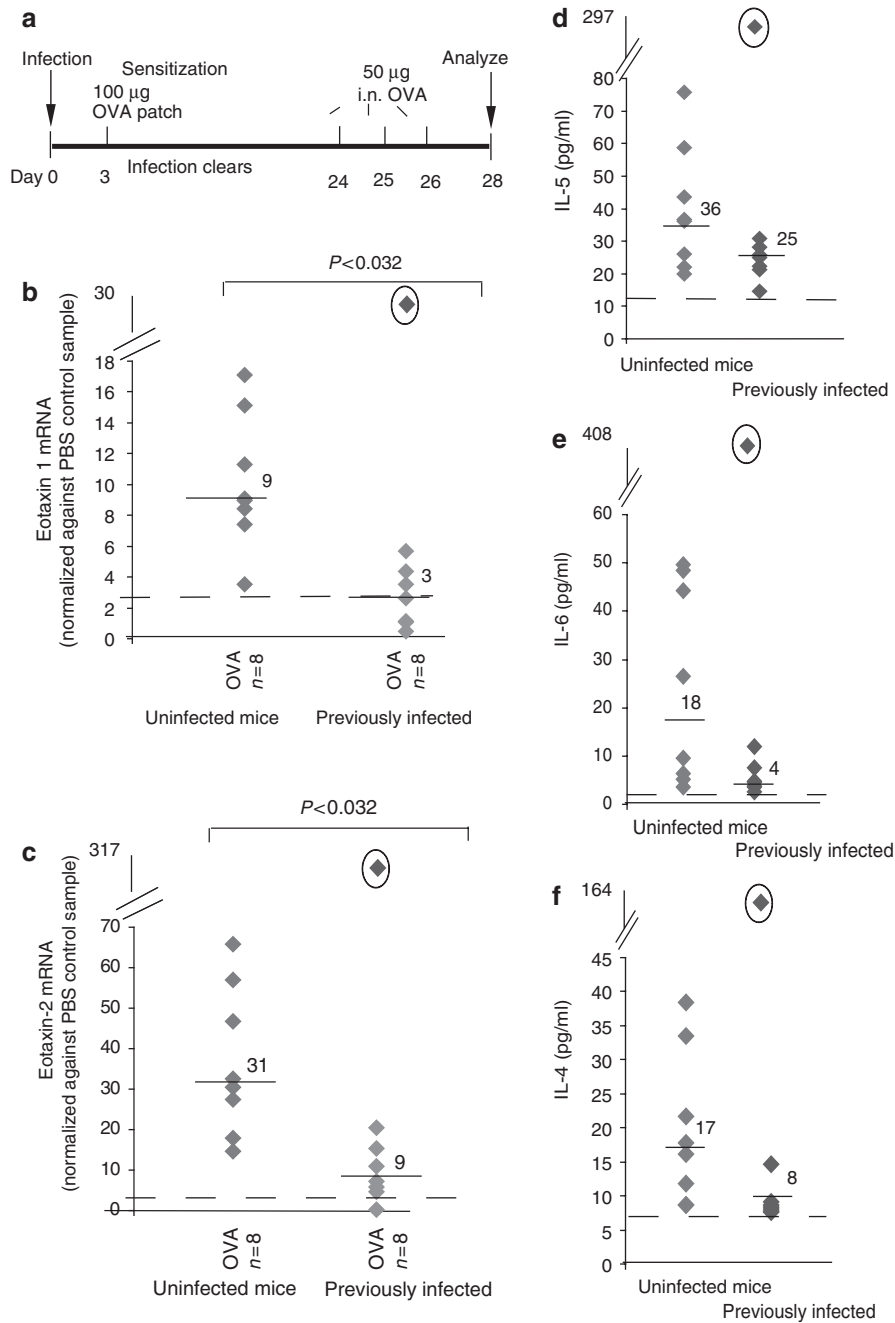 a
Infection
Sensitization
100 µg
OVA patch
50 µg
i.n. OVA
Analyze
Day 0
3
Infection clears
24
25
26
28
b
P<0.032
Eotaxin 1 mRNA
(normalized against PBS control sample)
30
18
16
14
12
10
8
6
4
2
0
9
3
OVA
n=8
OVA
n=8
Uninfected mice
Previously infected
c
P<0.032
Eotaxin-2 mRNA
(normalized against PBS control sample)
317
70
60
50
40
30
20
10
0
31
9
OVA
n=8
OVA
n=8
Uninfected mice
Previously infected
d
297
IL-5 (pg/ml)
80
70
60
50
40
30
20
10
0
36
25
Uninfected mice
Previously infected
e
408
IL-6 (pg/ml)
60
50
40
30
20
10
0
18
4
Uninfected mice
Previously infected
f
164
IL-4 (pg/ml)
45
40
35
30
25
20
15
10
5
0
17
8
Uninfected mice
Previously infected